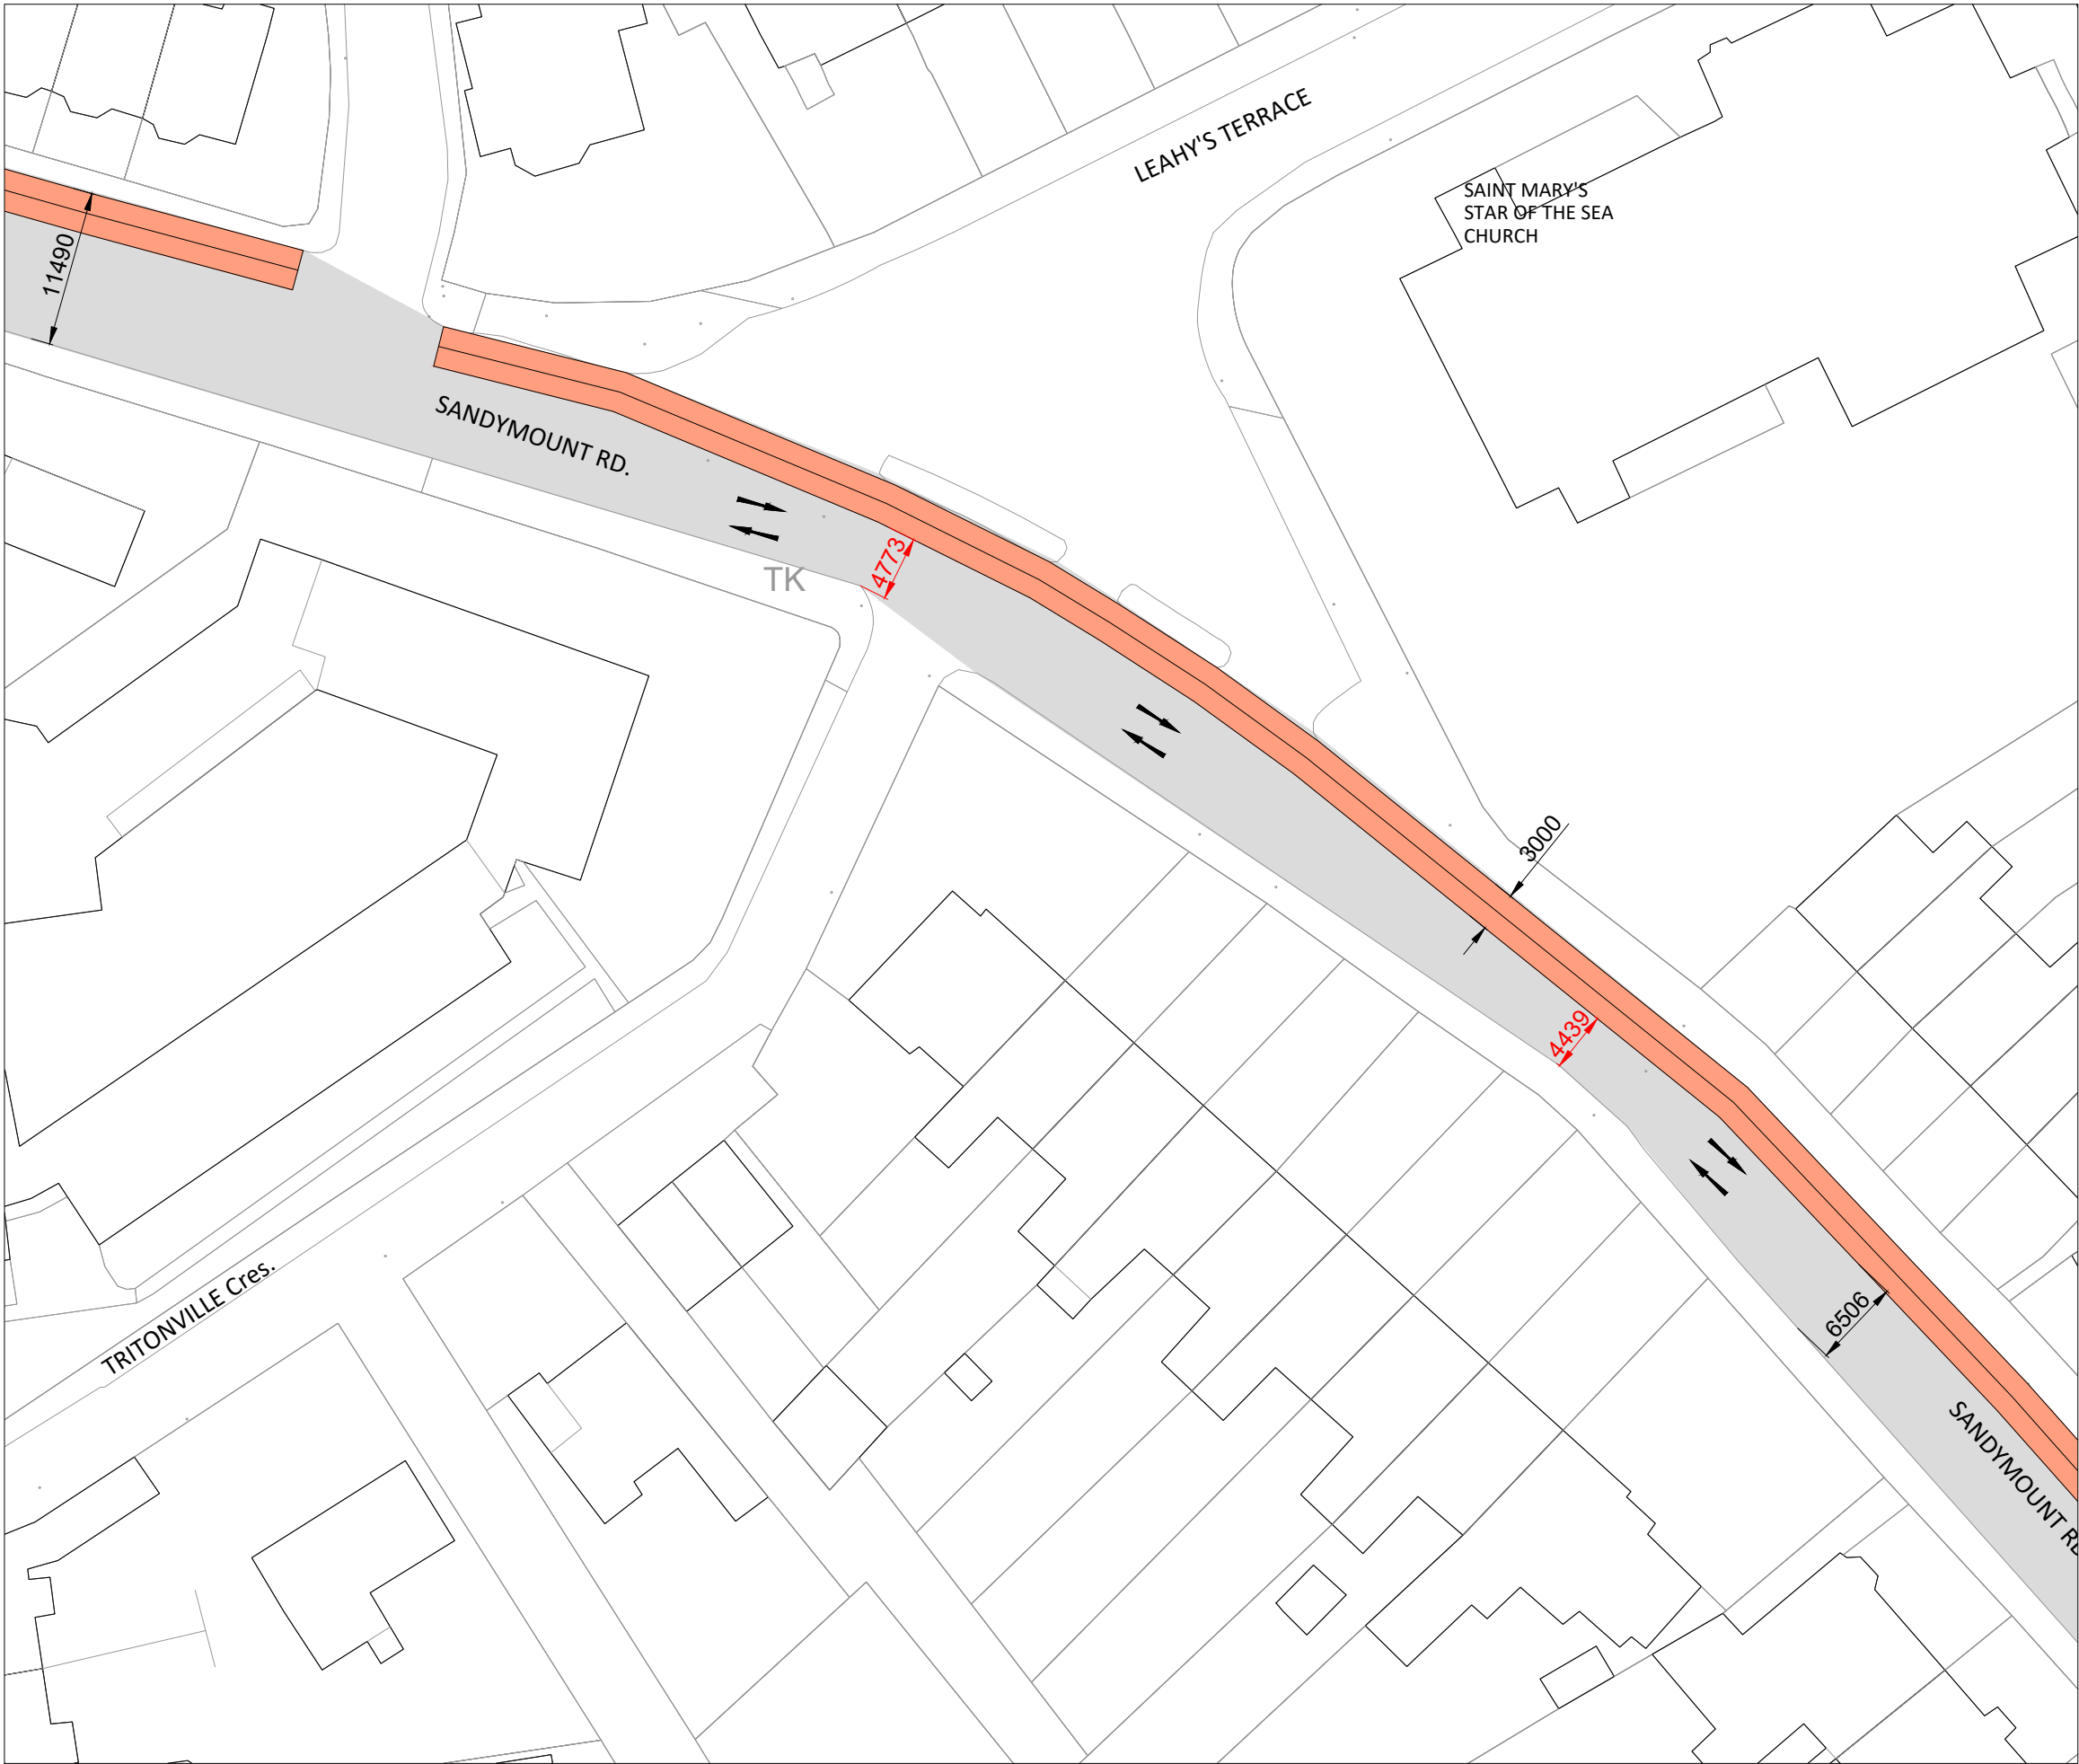 LEAHY'S TERRACE
SAINT MARY'S
STAR OF THE SEA
CHURCH
11490
SANDYMOUNT RD.
4773
TK
3000
4439
TRITONVILLE Cres.
6506
SANDYMOUNT RD